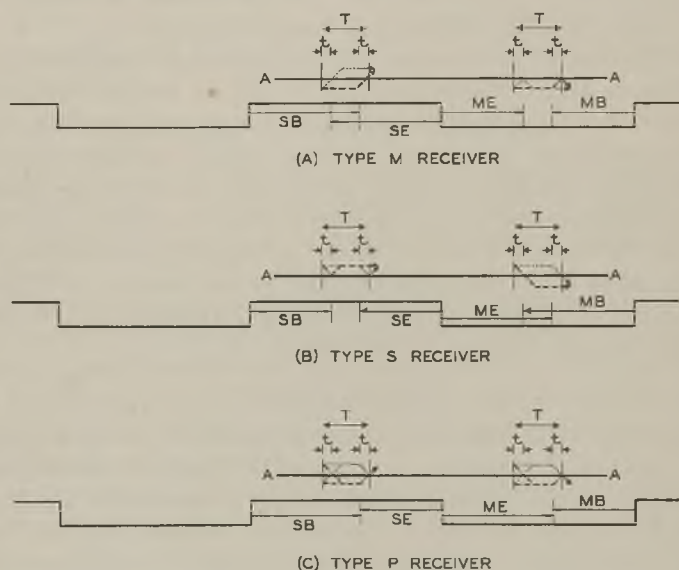 T T
t t t t
A A
SB ME MB
SE
(A) TYPE M RECEIVER
T T
t t t t
A A
SB SE ME MB
(B) TYPE S RECEIVER
T T
t t t t
A A
SB SE ME MB
(C) TYPE P RECEIVER